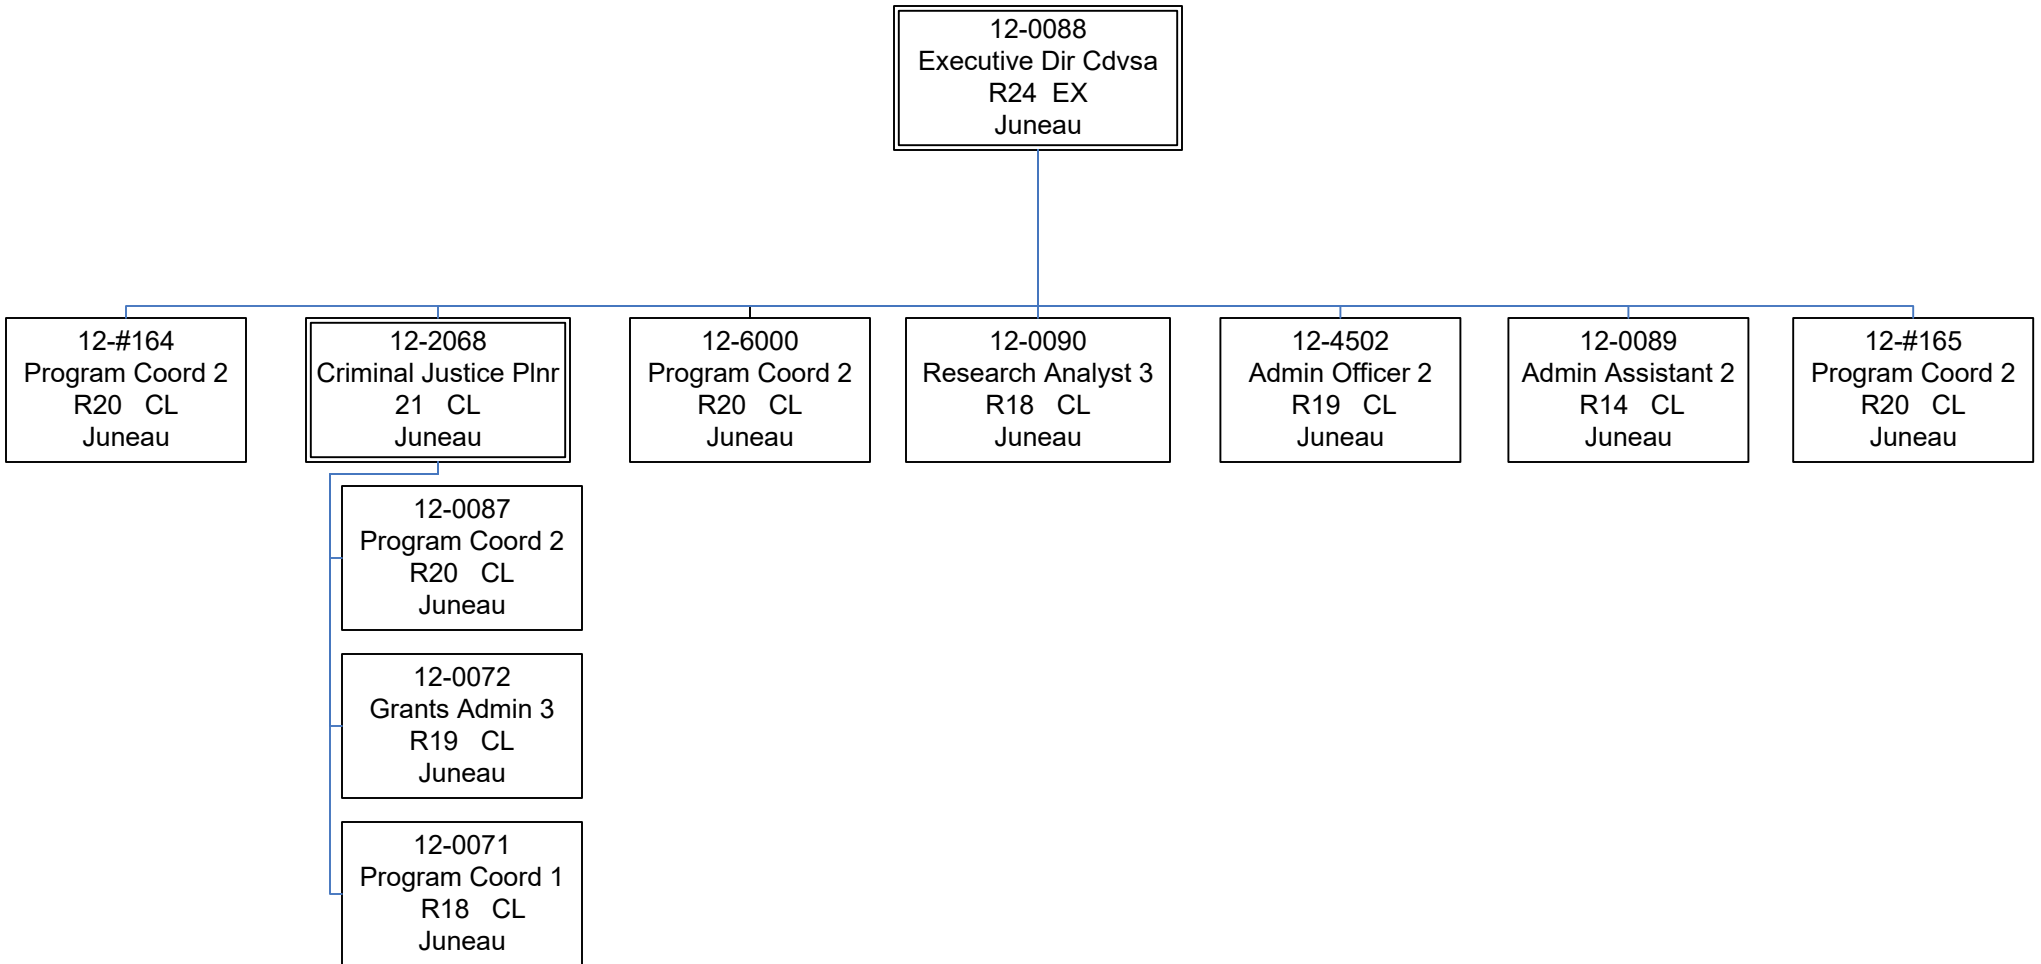 12-0088
Executive Dir Cdvsa
R24 EX
Juneau
12-#164
Program Coord 2
R20 CL
Juneau
12-2068
Criminal Justice Plnr
21 CL
Juneau
12-6000
Program Coord 2
R20 CL
Juneau
12-0090
Research Analyst 3
R18 CL
Juneau
12-4502
Admin Officer 2
R19 CL
Juneau
12-0089
Admin Assistant 2
R14 CL
Juneau
12-#165
Program Coord 2
R20 CL
Juneau
12-0087
Program Coord 2
R20 CL
Juneau
12-0072
Grants Admin 3
R19 CL
Juneau
12-0071
Program Coord 1
R18 CL
Juneau